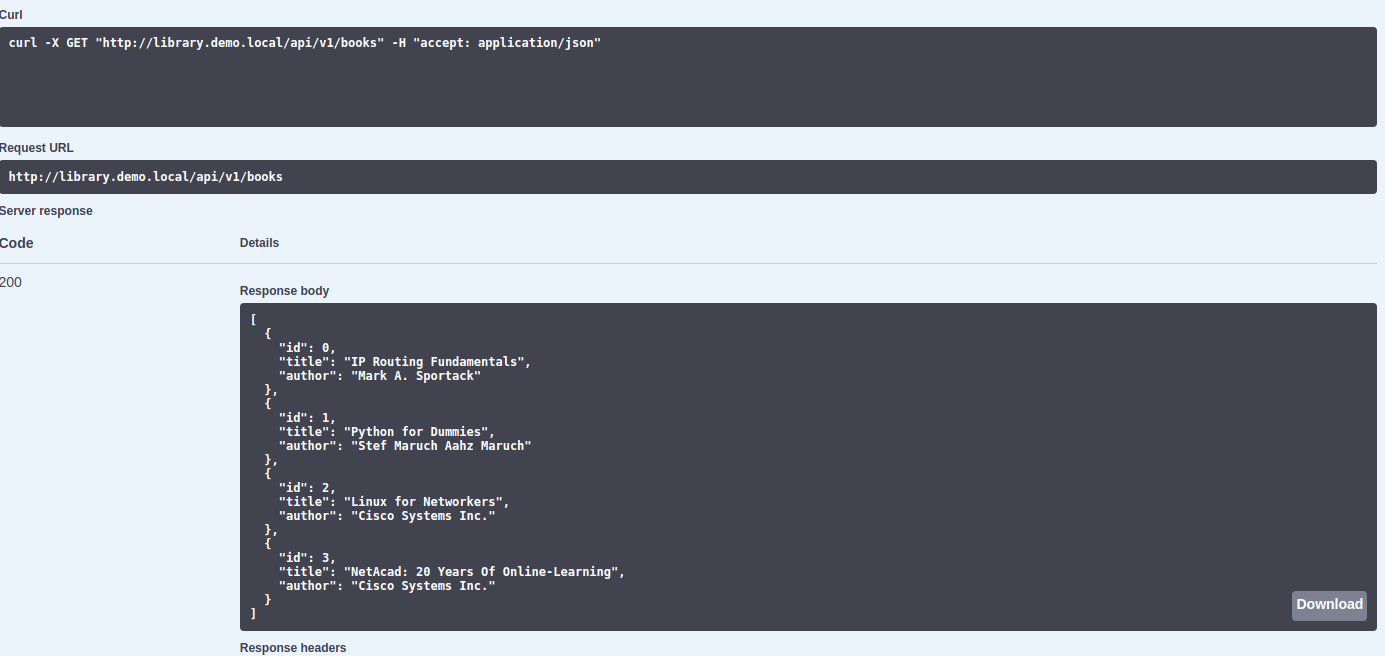 Curl
curl -X GET "http://library.demo.local/api/v1/books" -H "accept: application/json"
Request URL
http://library.demo.local/api/v1/books
Server response
Code Details
200
Response body
[
  {
    "id": 0,
    "title": "IP Routing Fundamentals",
    "author": "Mark A. Sportack"
  },
  {
    "id": 1,
    "title": "Python for Dummies",
    "author": "Stef Maruch Aahz Maruch"
  },
  {
    "id": 2,
    "title": "Linux for Networkers",
    "author": "Cisco Systems Inc."
  },
  {
    "id": 3,
    "title": "NetAcad: 20 Years Of Online-Learning",
    "author": "Cisco Systems Inc."
  }
]
Download
Response headers